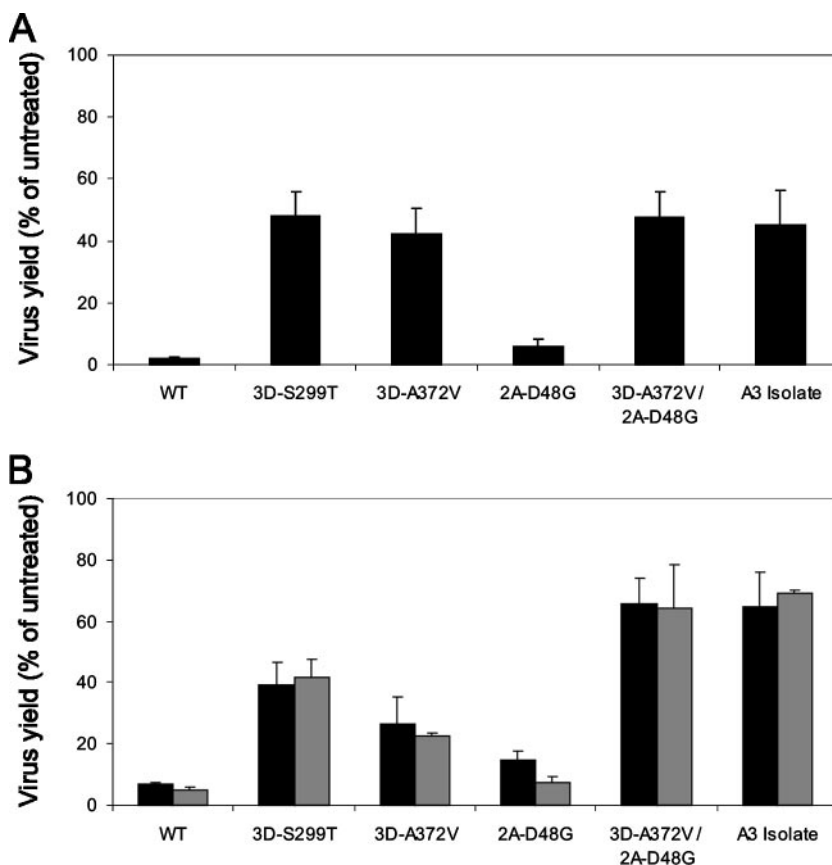 A
Virus yield (% of untreated)
100
80
60
40
20
0
WT
3D-S299T
3D-A372V
2A-D48G
3D-A372V /
2A-D48G
A3 Isolate
B
Virus yield (% of untreated)
100
80
60
40
20
0
WT
3D-S299T
3D-A372V
2A-D48G
3D-A372V /
2A-D48G
A3 Isolate